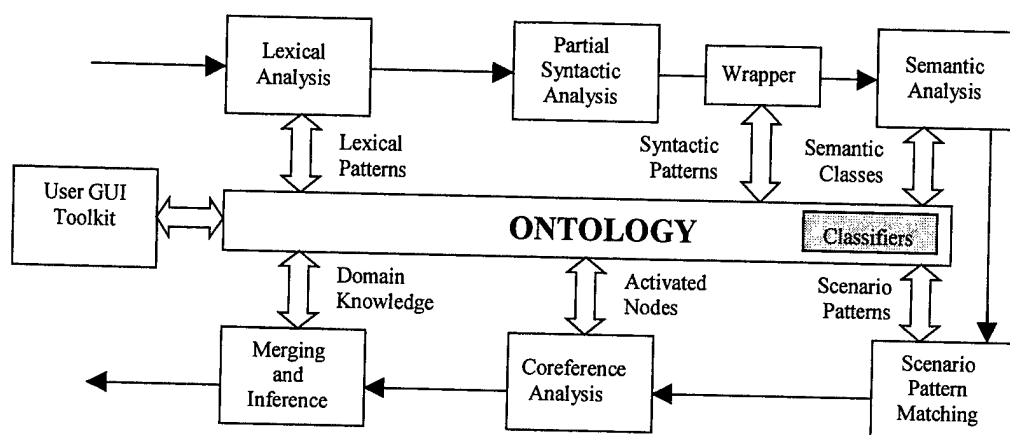 Lexical
Analysis
Partial
Syntactic
Analysis
Wrapper
Semantic
Analysis
Lexical
Patterns
Syntactic
Patterns
Semantic
Classes
User GUI
Toolkit
ONTOLOGY
Classifiers
Domain
Knowledge
Activated
Nodes
Scenario
Patterns
Merging
and
Inference
Coreference
Analysis
Scenario
Pattern
Matching